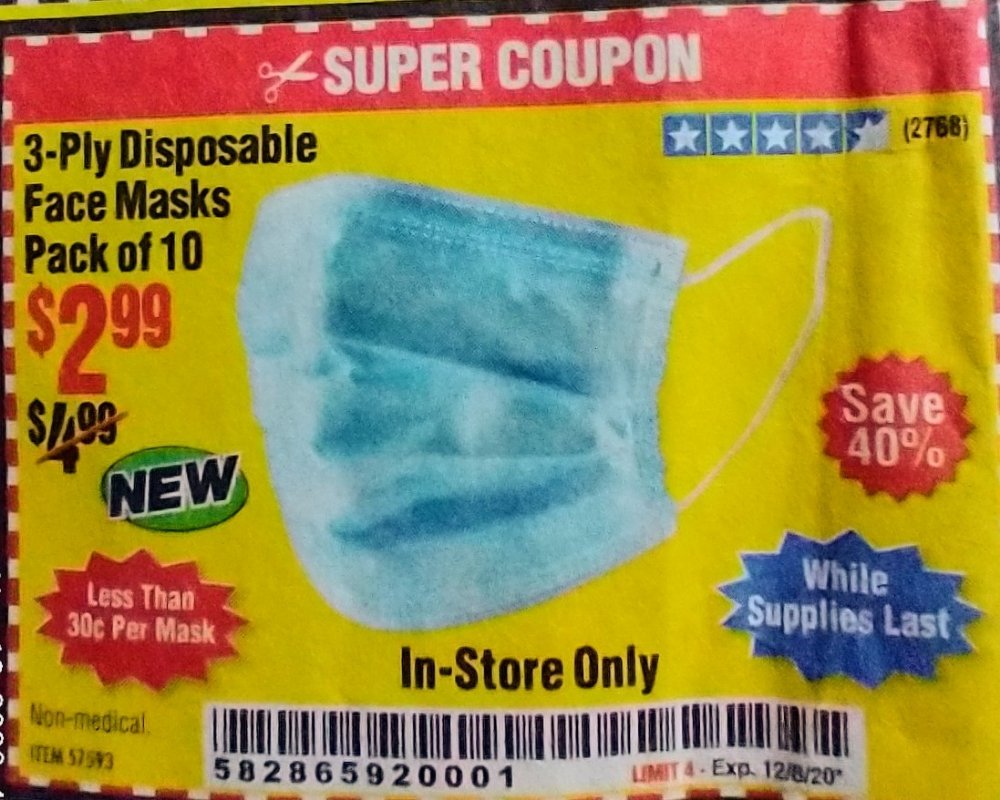 SUPER COUPON
3-Ply Disposable
Face Masks
Pack of 10
$2.99
$4.99
NEW
Less Than
30¢ Per Mask
(2768)
Save
40%
While
Supplies Last
In-Store Only
Non-medical.
ITEM 57593
582865920001
LIMIT 4 - Exp. 12/8/20*